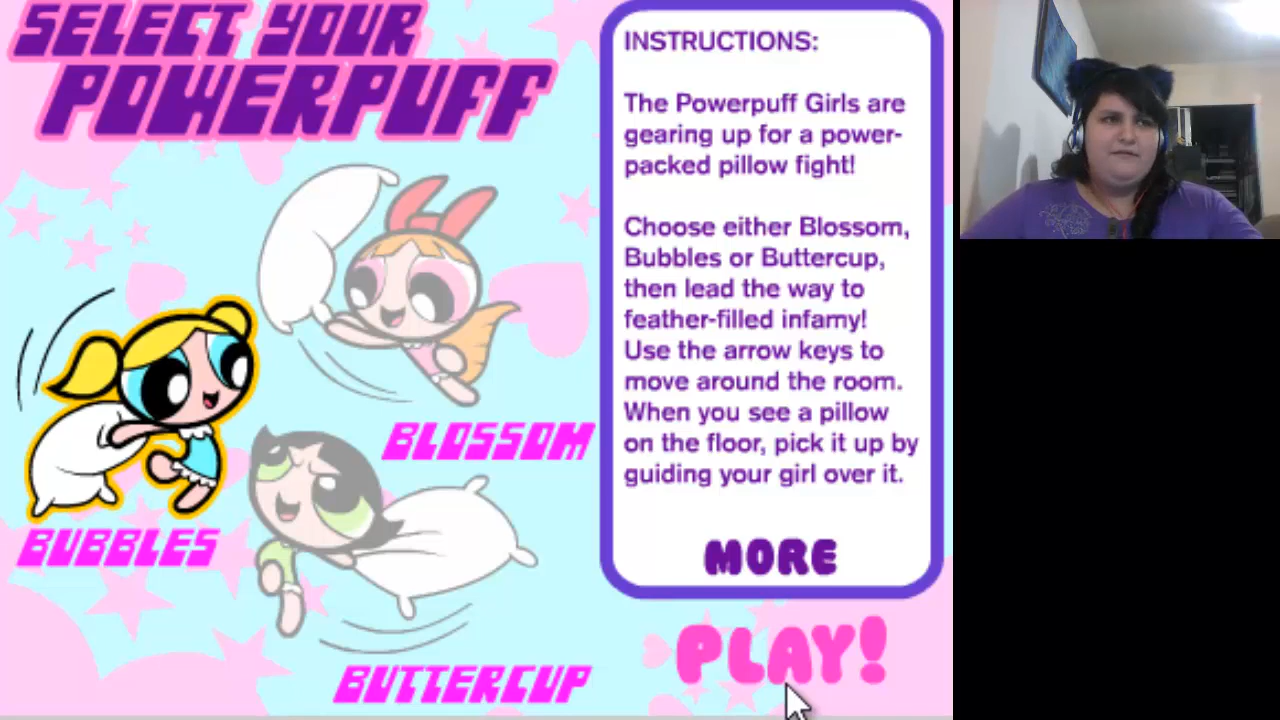 SELECT YOUR
POWERPUFF
INSTRUCTIONS:
The Powerpuff Girls are
gearing up for a power-
packed pillow fight!
Choose either Blossom,
Bubbles or Buttercup,
then lead the way to
feather-filled infamy!
Use the arrow keys to
move around the room.
When you see a pillow
on the floor, pick it up by
guiding your girl over it.
MORE
BLOSSOM
BUBBLES
BUTTERCUP
PLAY!